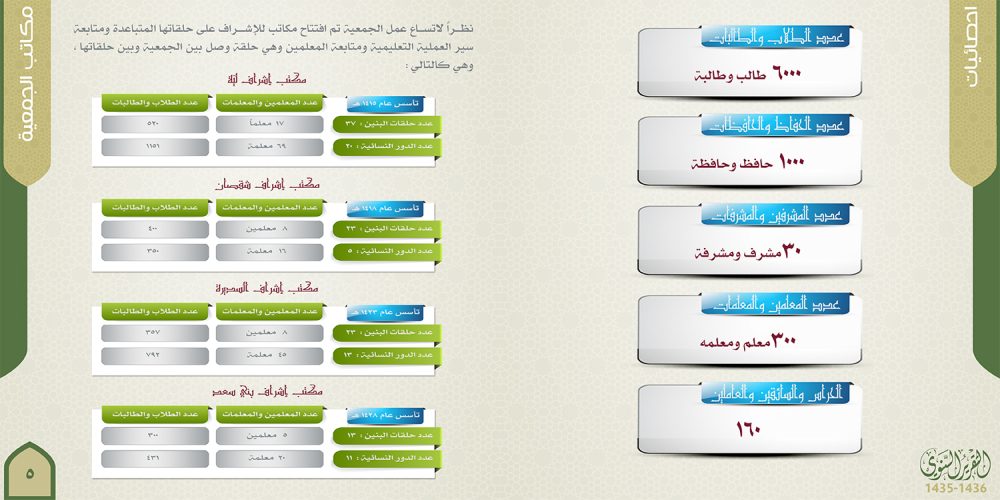 احصائيات
عدد الطلاب والطالبات
٦٠٠٠ طالب وطالبة
عدد الحفاظ والحافظات
١٠٠٠ حافظ وحافظة
عدد المشرفين والمشرفات
٣٠ مشرف ومشرفة
عدد المعلمين والمعلمات
٣٠٠ معلم ومعلمه
الحراس والسائقين والعاملين
١٦٠
التقرير السنوي
1435-1436
مكاتب الجمعية
نظراً لاتساع عمل الجمعية تم افتتاح مكاتب للإشراف على حلقاتها المتباعدة ومتابعة
سير العملية التعليمية ومتابعة المعلمين وهي حلقة وصل بين الجمعية وبين حلقاتها ،
وهي كالتالي :
مكتب إشراف ليّة
تأسس عام ١٤١٥ هـ عدد المعلمين والمعلمات عدد الطلاب والطالبات
عدد حلقات البنين : ٣٧ ١٧ معلماً ٥٢٠
عدد الدور النسائية : ٢٠ ٦٩ معلمة ١١٥١
مكتب إشراف شقصان
تأسس عام ١٤١٨ هـ عدد المعلمين والمعلمات عدد الطلاب والطالبات
عدد حلقات البنين : ٢٣ ٨ معلمين ٤٠٠
عدد الدور النسائية : ٥ ١٦ معلمة ٣٥٠
مكتب إشراف السديرة
تأسس عام ١٤٢٣ هـ عدد المعلمين والمعلمات عدد الطلاب والطالبات
عدد حلقات البنين : ٢٣ ٨ معلمين ٣٥٧
عدد الدور النسائية : ١٣ ٤٥ معلمة ٧٩٢
مكتب إشراف بني سعد
تأسس عام ١٤٢٨ هـ عدد المعلمين والمعلمات عدد الطلاب والطالبات
عدد حلقات البنين : ١٣ ٥ معلمين ٣٠٠
عدد الدور النسائية : ١١ ٢٠ معلمة ٤٣١
٥